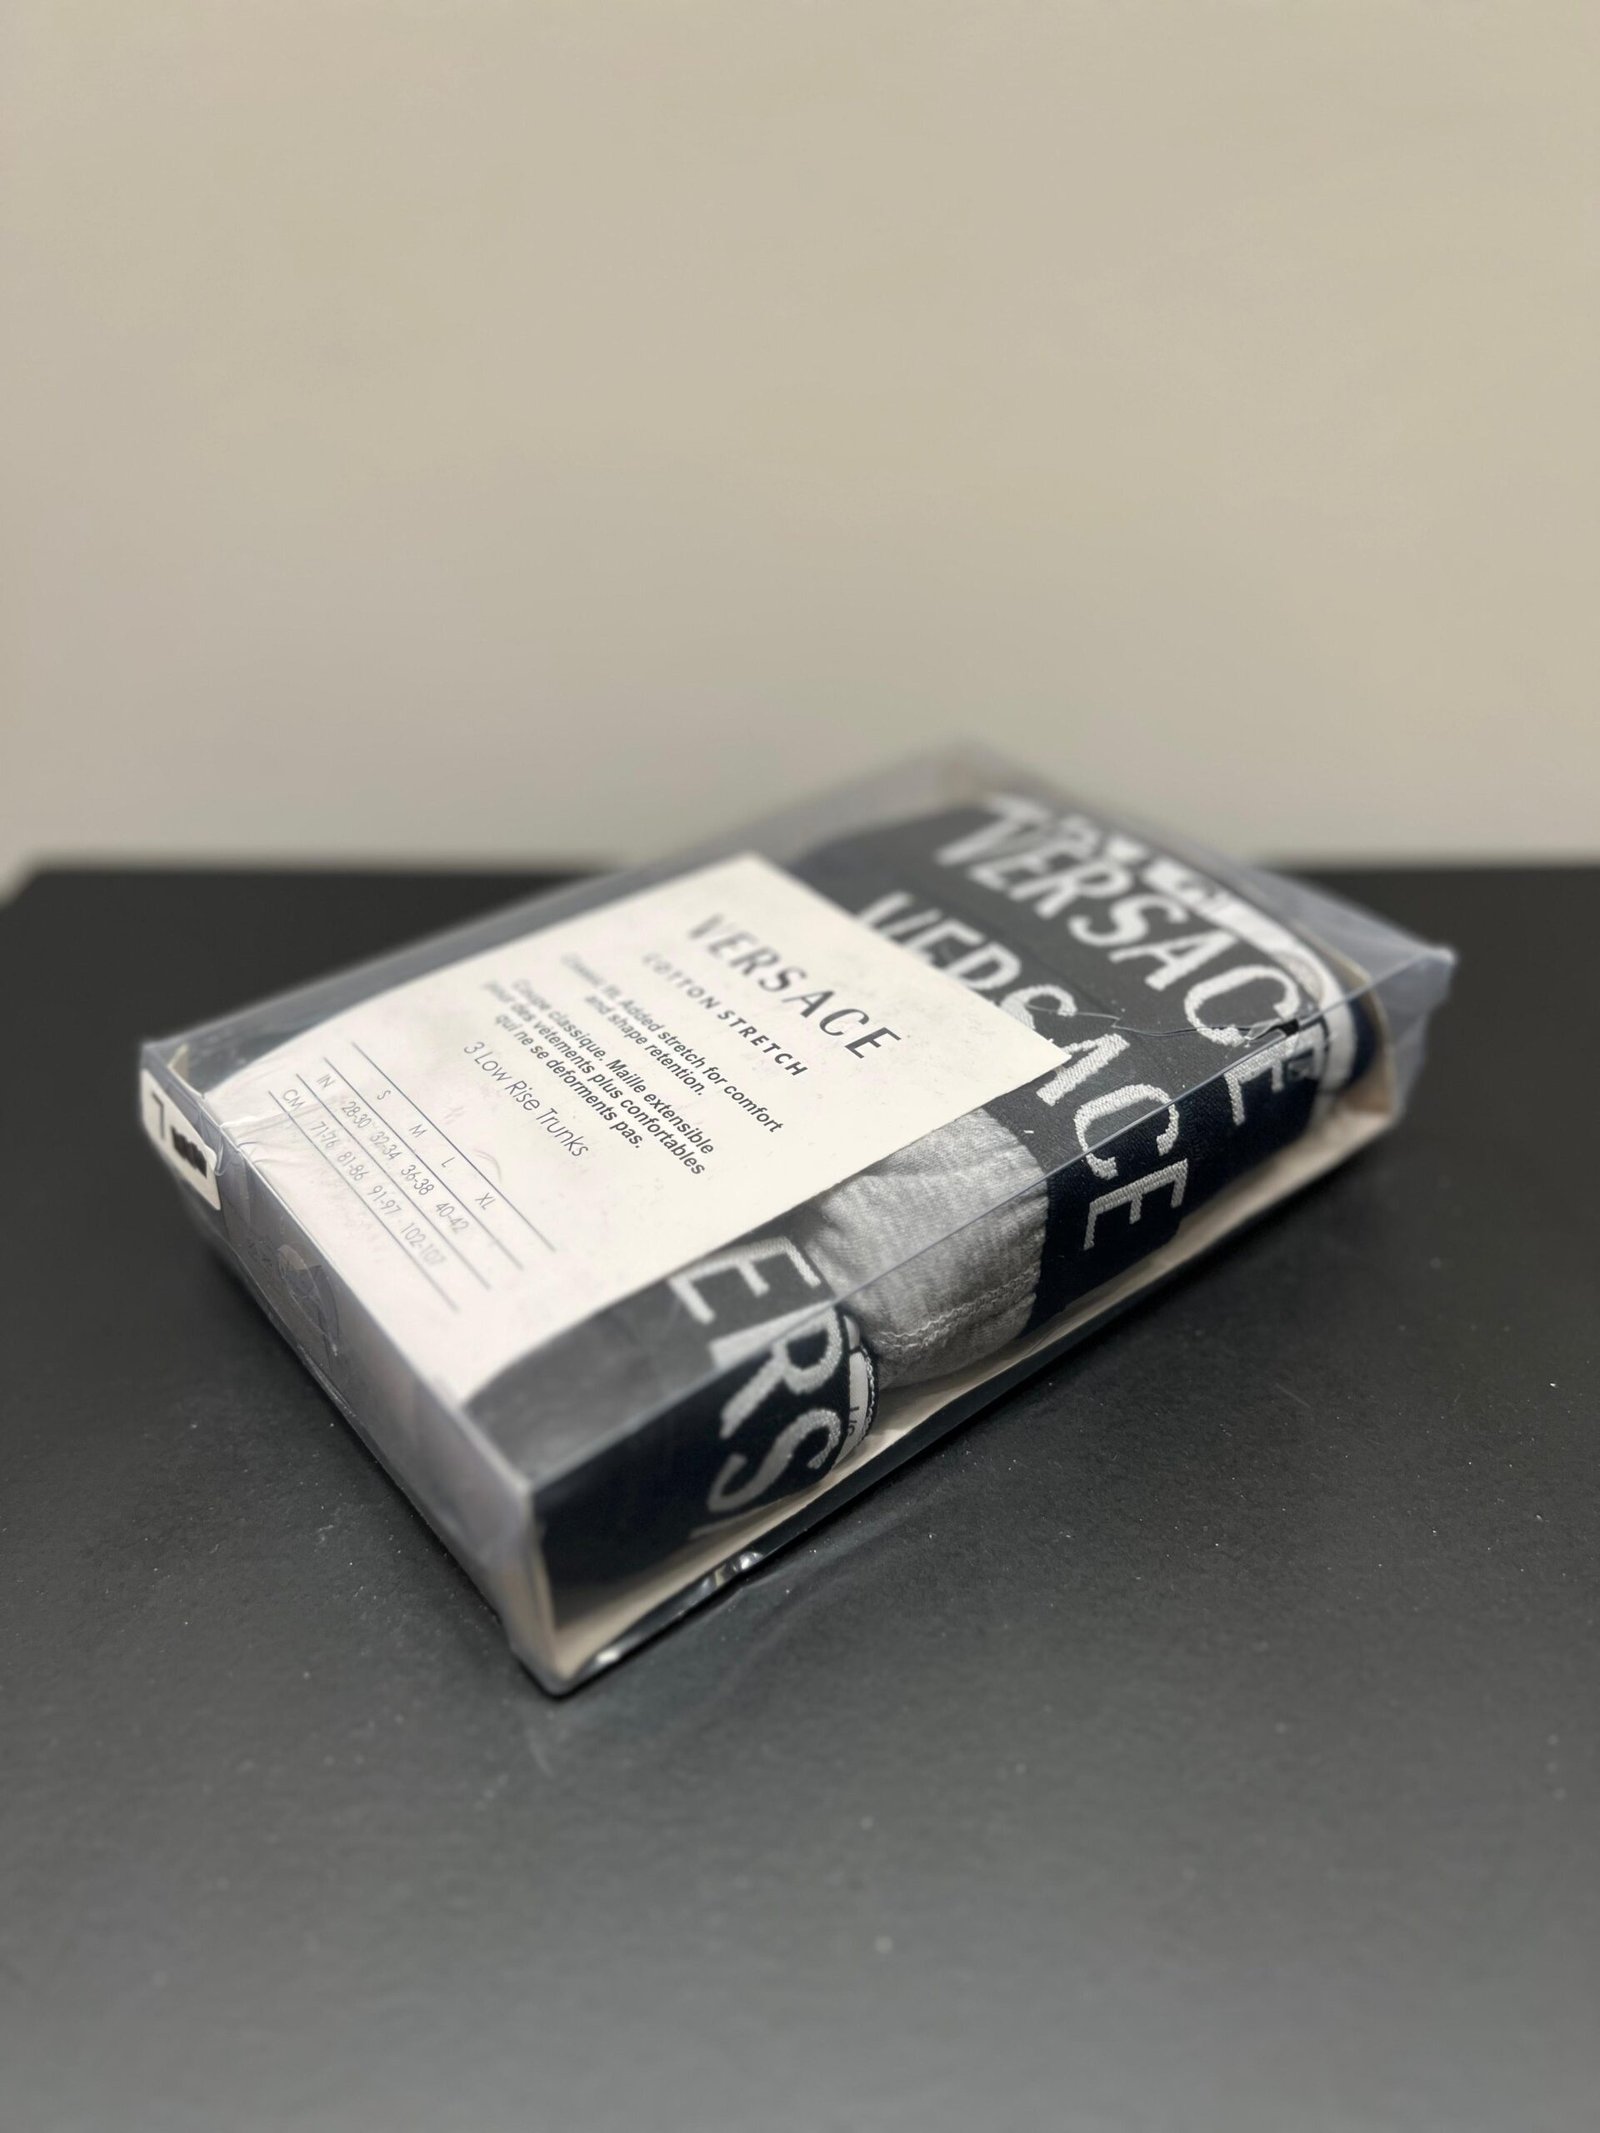 VERSACE
COTTON STRETCH
Classic fit. Added stretch for comfort
and shape retention.
Coupe classique. Maille extensible
pour des vêtements plus confortables
qui ne se deforments pas.
3 Low Rise Trunks
S M L XL
IN 28-30 32-34 36-38 40-42
CM 71-76 81-86 91-97 102-107
VERSACE
VERSACE
ERS